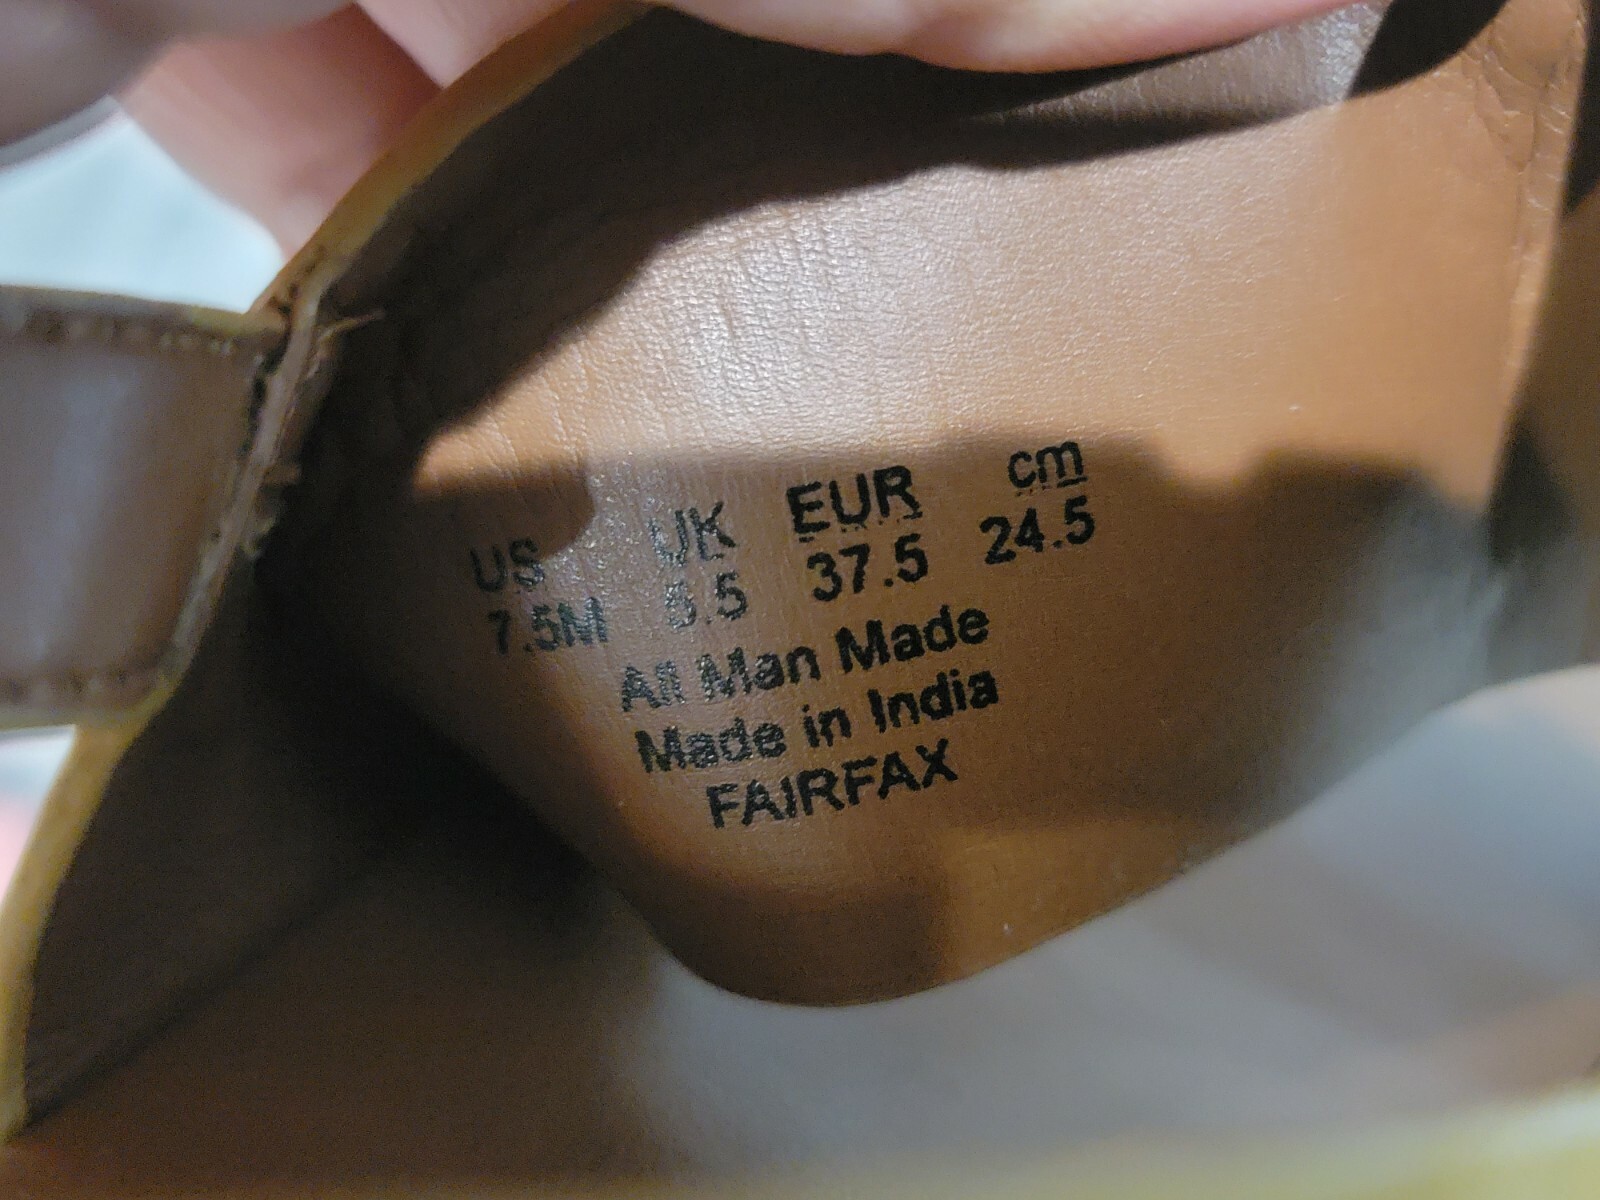 US UK EUR cm
7.5M 5.5 37.5 24.5
All Man Made
Made in India
FAIRFAX